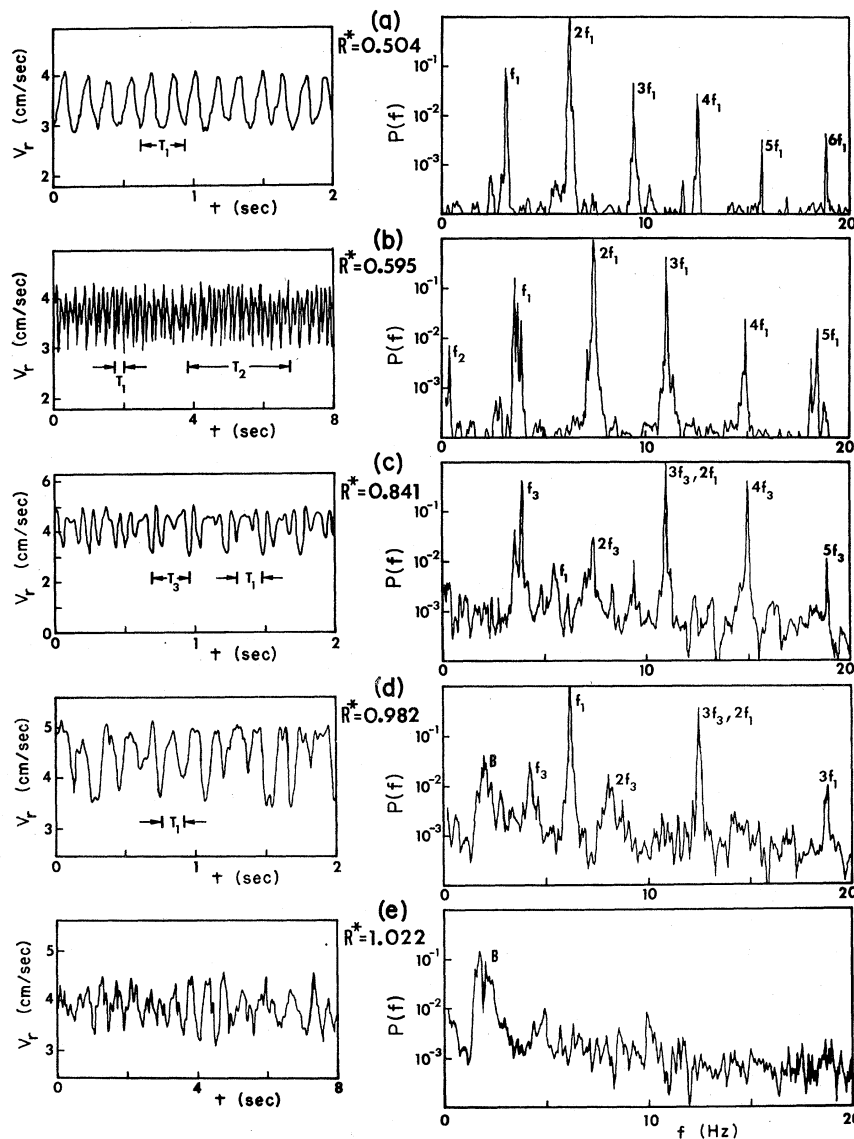 (a)
R*=0.504
V_r (cm/sec)
4
3
2
T₁
0
1
2
t (sec)
P(f)
10⁻¹
10⁻²
10⁻³
f₁
2f₁
3f₁
4f₁
5f₁
6f₁
0
10
20
(b)
R*=0.595
V_r (cm/sec)
4
3
2
T₁
T₂
0
4
8
t (sec)
P(f)
10⁻¹
10⁻²
10⁻³
f₂
f₁
2f₁
3f₁
4f₁
5f₁
0
10
20
(c)
R*=0.841
V_r (cm/sec)
6
4
2
0
T₃
T₁
0
1
2
t (sec)
P(f)
10⁻¹
10⁻²
10⁻³
f₃
f₁
2f₃
3f₃, 2f₁
4f₃
5f₃
0
10
20
(d)
R*=0.982
V_r (cm/sec)
5
4
3
T₁
0
1
2
t (sec)
P(f)
10⁻¹
10⁻²
10⁻³
B
f₃
f₁
2f₃
3f₃, 2f₁
3f₁
0
10
20
(e)
R*=1.022
V_r (cm/sec)
5
4
3
0
4
8
t (sec)
P(f)
10⁻¹
10⁻²
10⁻³
B
0
10
20
f (Hz)